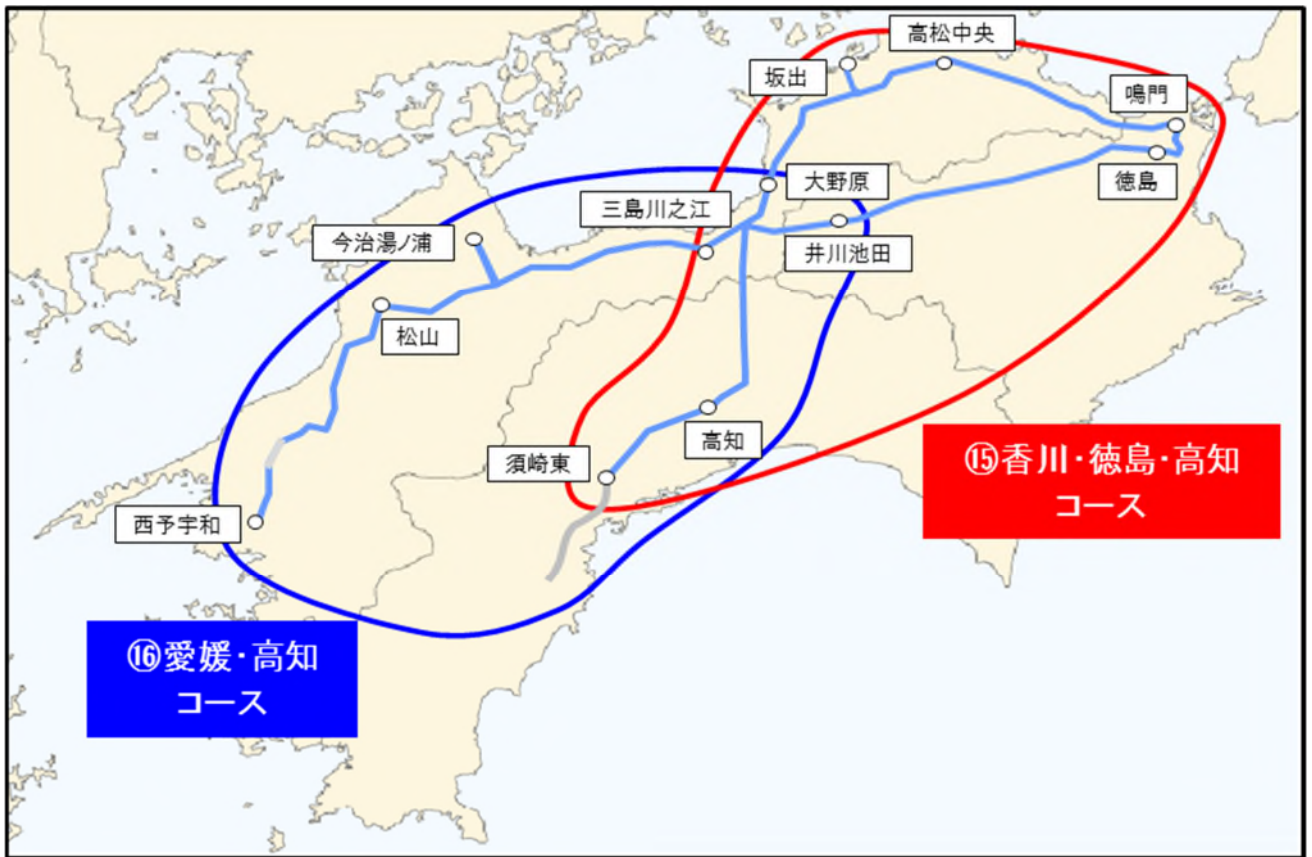 高松中央
坂出
鳴門
大野原
徳島
三島川之江
今治湯ノ浦
井川池田
松山
高知
須崎東
⑮香川・徳島・高知
コース
西予宇和
⑯愛媛・高知
コース